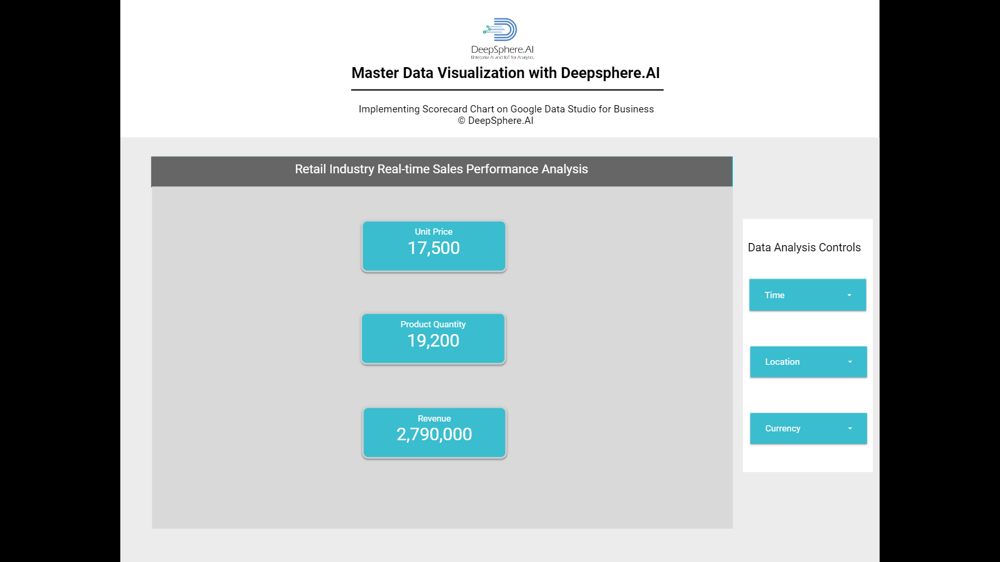 DeepSphere.AI
Enterprise AI and IIoT for Analytics
Master Data Visualization with Deepsphere.AI
Implementing Scorecard Chart on Google Data Studio for Business
© DeepSphere.AI
Retail Industry Real-time Sales Performance Analysis
Unit Price
17,500
Product Quantity
19,200
Revenue
2,790,000
Data Analysis Controls
Time
Location
Currency